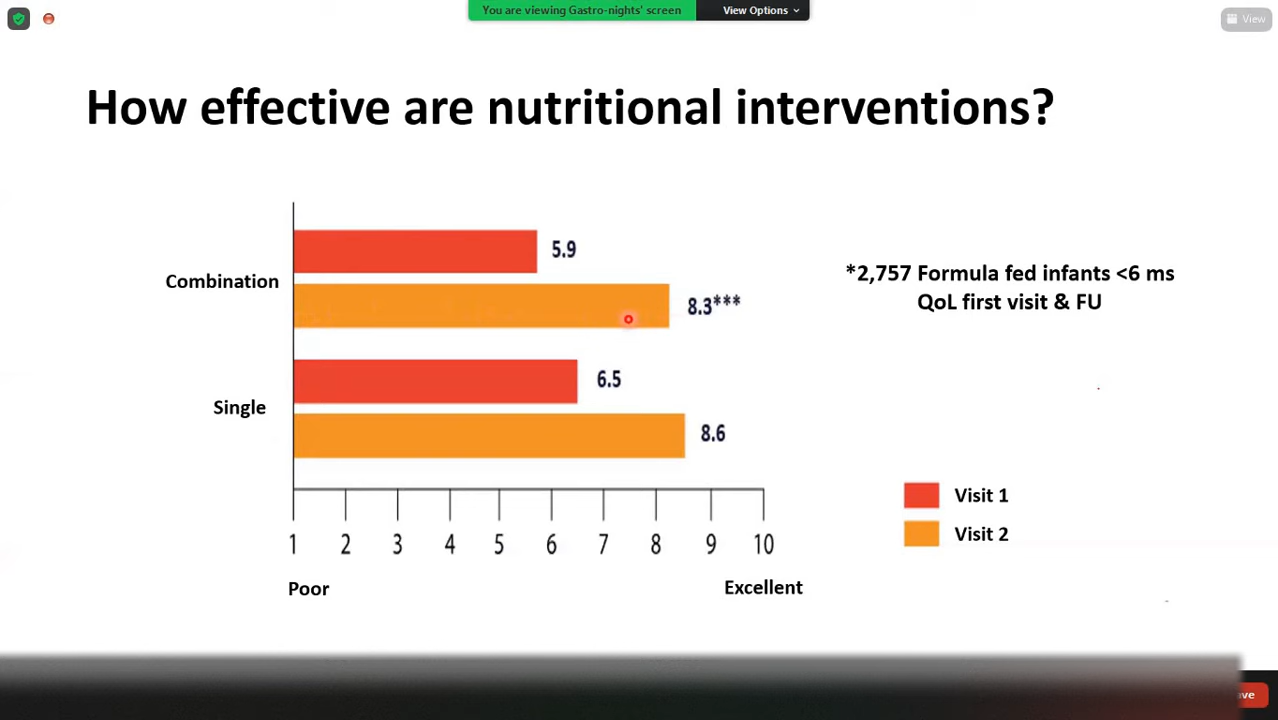 You are viewing Gastro-nights' screen
View Options
View
How effective are nutritional interventions?
5.9
Combination
8.3***
*2,757 Formula fed infants <6 ms
QoL first visit & FU
6.5
Single
8.6
Visit 1
Visit 2
1 2 3 4 5 6 7 8 9 10
Poor
Excellent